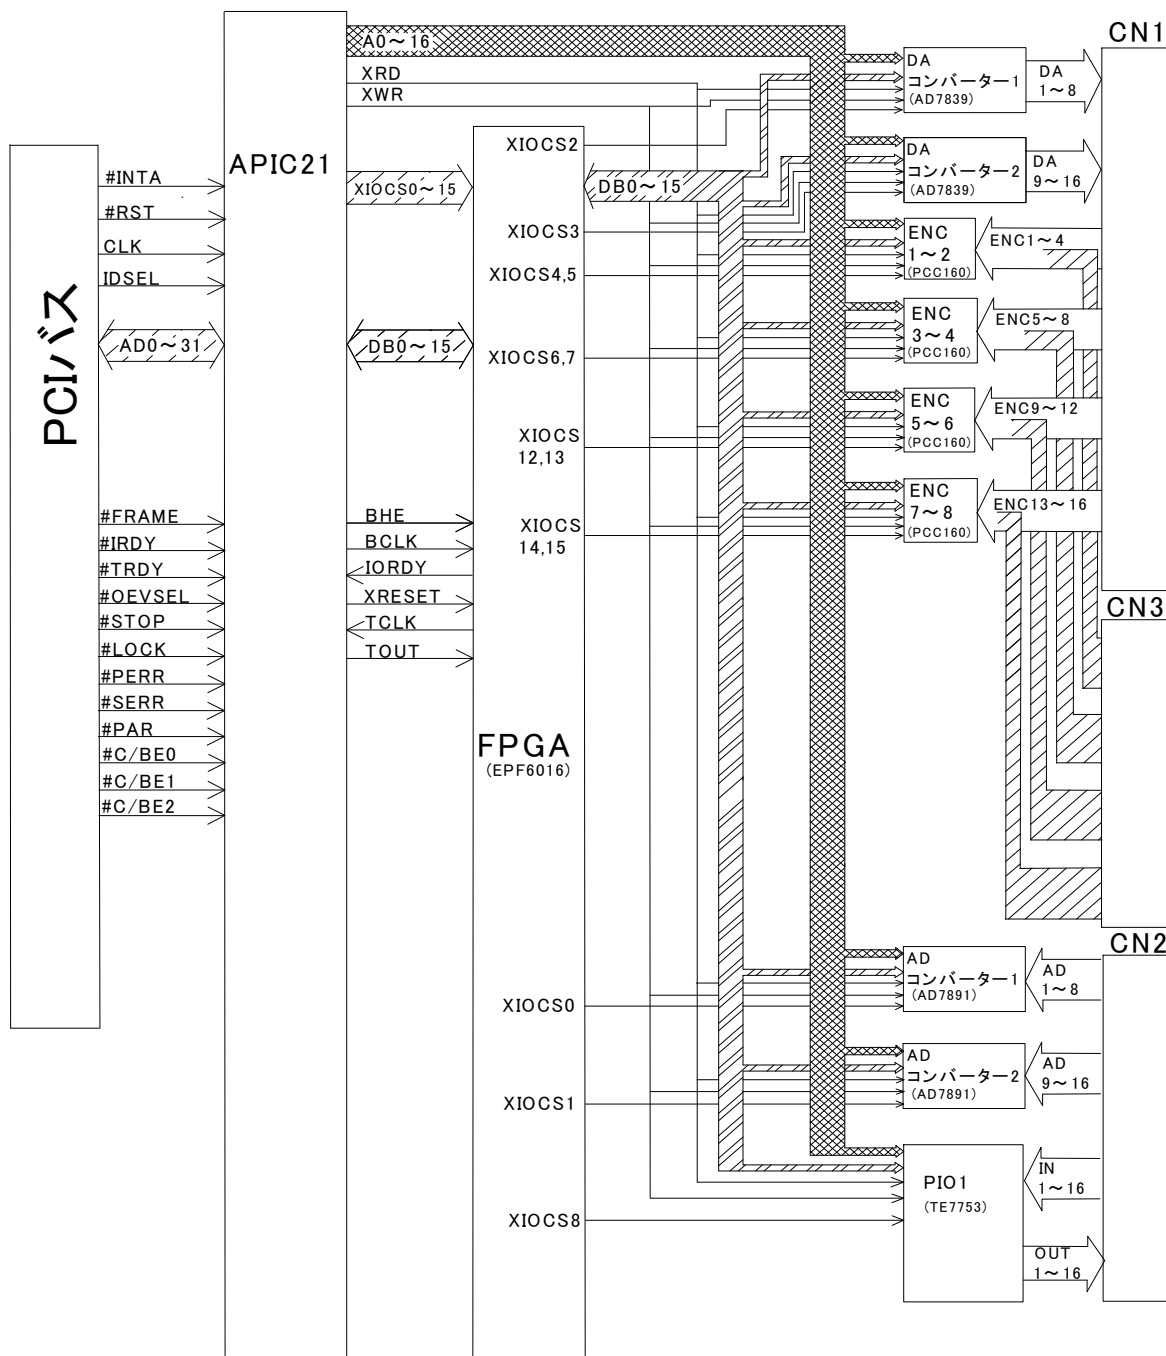 CN1
A0～16
XRD
XWR
DA
コンバーター1
(AD7839)
DA
1～8
APIC21
XIOCS2
DA
コンバーター2
(AD7839)
DA
9～16
#INTA
#RST
CLK
IDSEL
XIOCS0～15
DB0～15
XIOCS3
ENC
1～2
(PCC160)
ENC1～4
XIOCS4,5
PCIバス
AD0～31
DB0～15
ENC
3～4
(PCC160)
ENC5～8
XIOCS6,7
ENC
5～6
(PCC160)
ENC9～12
XIOCS
12,13
ENC
7～8
(PCC160)
ENC13～16
XIOCS
14,15
#FRAME
#IRDY
#TRDY
#OEVSEL
#STOP
#LOCK
#PERR
#SERR
#PAR
#C/BE0
#C/BE1
#C/BE2
BHE
BCLK
IORDY
XRESET
TCLK
TOUT
CN3
FPGA
(EPF6016)
CN2
AD
コンバーター1
(AD7891)
AD
1～8
XIOCS0
AD
コンバーター2
(AD7891)
AD
9～16
XIOCS1
PIO1
(TE7753)
IN
1～16
XIOCS8
OUT
1～16